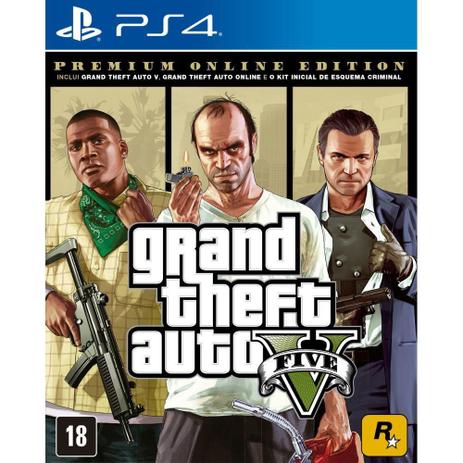 PS4
PREMIUM ONLINE EDITION
INCLUI GRAND THEFT AUTO V, GRAND THEFT AUTO ONLINE E O KIT INICIAL DE ESQUEMA CRIMINAL
grand
theft
auto V
FIVE
18
R